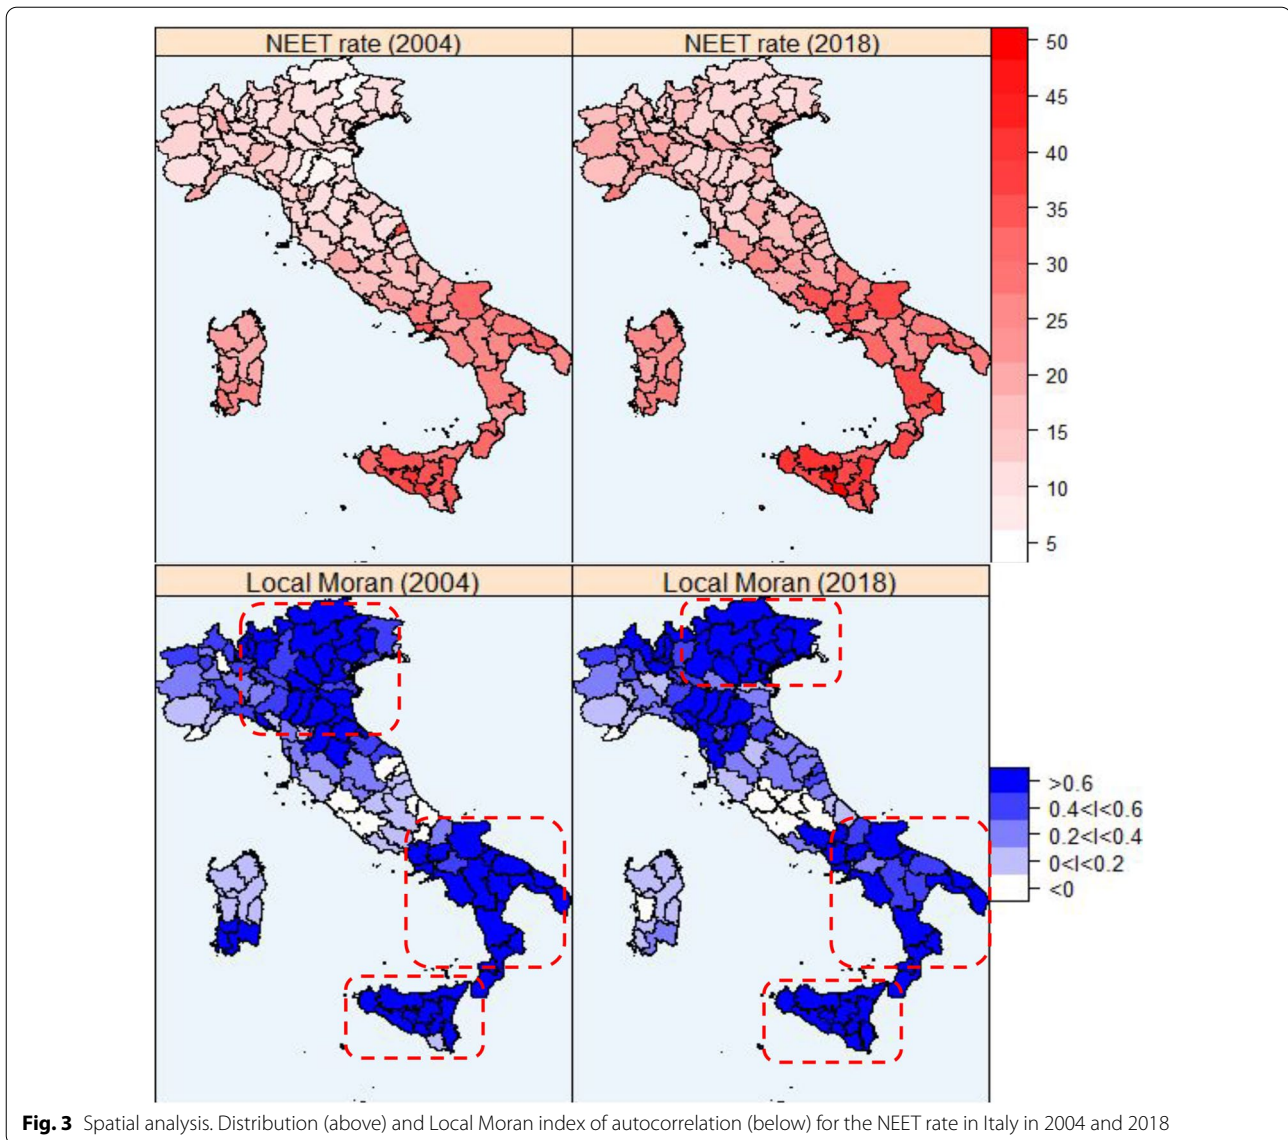 NEET rate (2004)
NEET rate (2018)
50
45
40
35
30
25
20
15
10
5
Local Moran (2004)
Local Moran (2018)
>0.6
0.4<I<0.6
0.2<I<0.4
0<I<0.2
<0
Fig. 3 Spatial analysis. Distribution (above) and Local Moran index of autocorrelation (below) for the NEET rate in Italy in 2004 and 2018